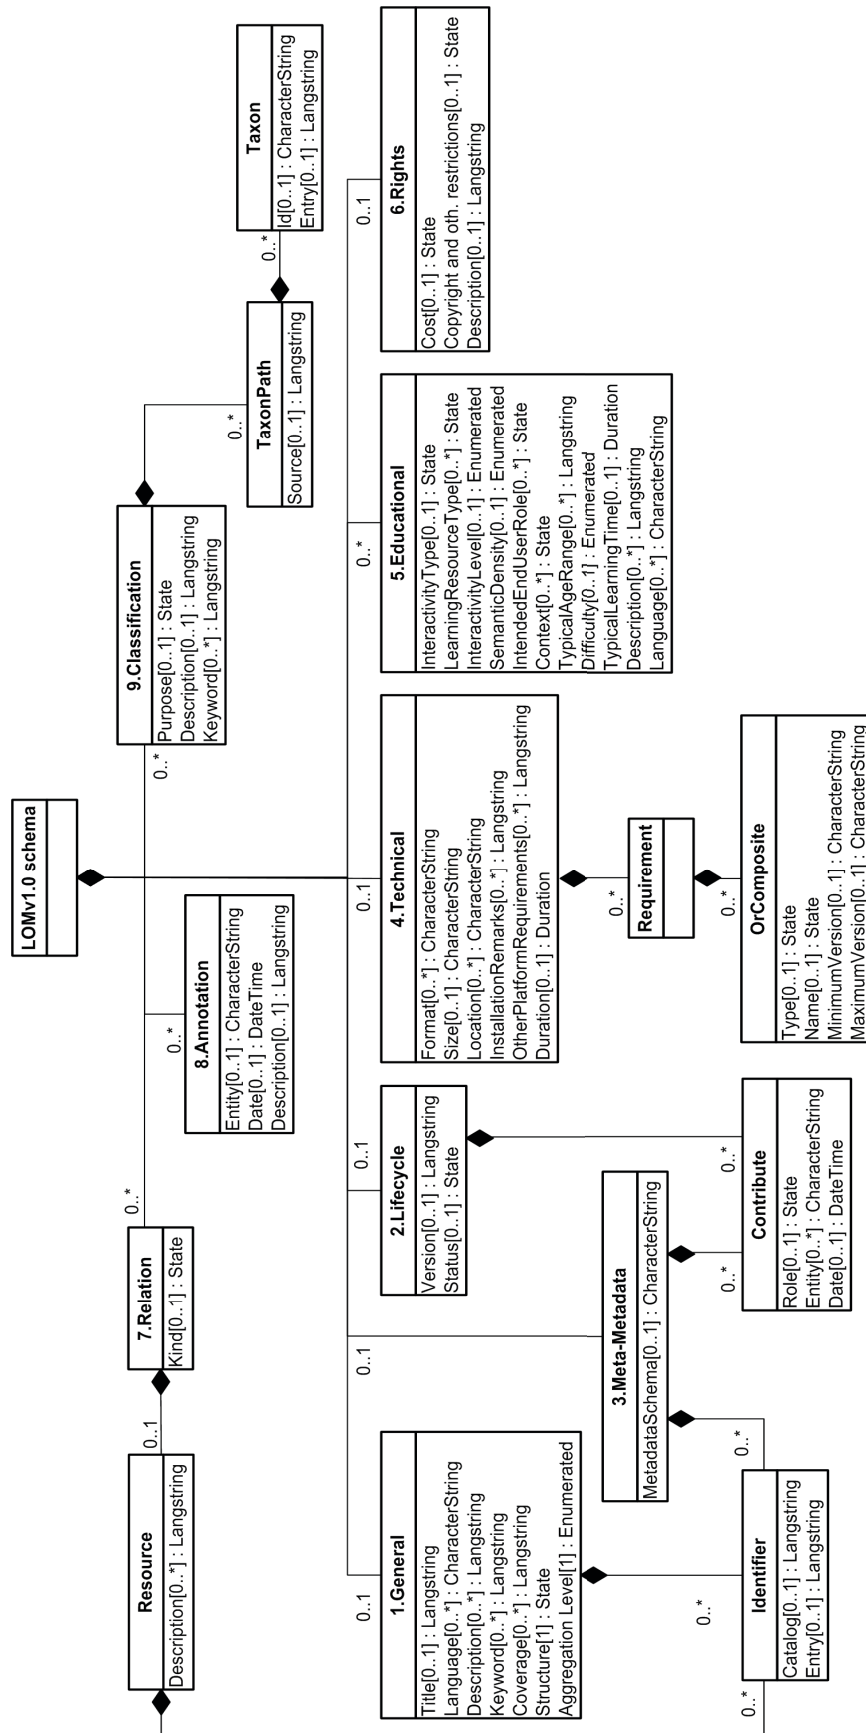 LOMv1.0 schema
Resource
Description[0..*] : Langstring
0..1
7.Relation
Kind[0..1] : State
0..*
8.Annotation
Entity[0..1] : CharacterString
Date[0..1] : DateTime
Description[0..1] : Langstring
0..*
9.Classification
Purpose[0..1] : State
Description[0..1] : Langstring
Keyword[0..*] : Langstring
0..*
TaxonPath
Source[0..1] : Langstring
0..*
Taxon
Id[0..1] : CharacterString
Entry[0..1] : Langstring
0..*
0..1
1.General
Title[0..1] : Langstring
Language[0..*] : CharacterString
Description[0..*] : Langstring
Keyword[0..*] : Langstring
Coverage[0..*] : Langstring
Structure[1] : State
Aggregation Level[1] : Enumerated
0..1
2.Lifecycle
Version[0..1] : Langstring
Status[0..1] : State
0..1
3.Meta-Metadata
MetadataSchema[0..1] : CharacterString
0..1
4.Technical
Format[0..*] : CharacterString
Size[0..1] : CharacterString
Location[0..*] : CharacterString
InstallationRemarks[0..*] : Langstring
OtherPlatformRequirements[0..*] : Langstring
Duration[0..1] : Duration
0..*
5.Educational
InteractivityType[0..1] : State
LearningResourceType[0..*] : State
InteractivityLevel[0..1] : Enumerated
SemanticDensity[0..1] : Enumerated
IntendedEndUserRole[0..*] : State
Context[0..*] : State
TypicalAgeRange[0..*] : Langstring
Difficulty[0..1] : Enumerated
TypicalLearningTime[0..1] : Duration
Description[0..*] : Langstring
Language[0..*] : CharacterString
0..1
6.Rights
Cost[0..1] : State
Copyright and oth. restrictions[0..1] : State
Description[0..1] : Langstring
0..*
0..*
0..*
Identifier
Catalog[0..1] : Langstring
Entry[0..1] : Langstring
0..*
0..*
Contribute
Role[0..1] : State
Entity[0..*] : CharacterString
Date[0..1] : DateTime
0..*
Requirement
0..*
OrComposite
Type[0..1] : State
Name[0..1] : State
MinimumVersion[0..1] : CharacterString
MaximumVersion[0..1] : CharacterString